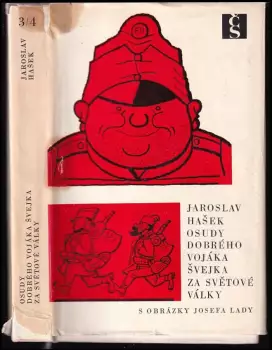 3/4
JAROSLAV
HAŠEK
OSUDY
DOBRÉHO VOJÁKA ŠVEJKA
ZA SVĚTOVÉ VÁLKY
ČS
JAROSLAV
HAŠEK
OSUDY
DOBRÉHO
VOJÁKA
ŠVEJKA
ZA SVĚTOVÉ
VÁLKY
S OBRÁZKY JOSEFA LADY